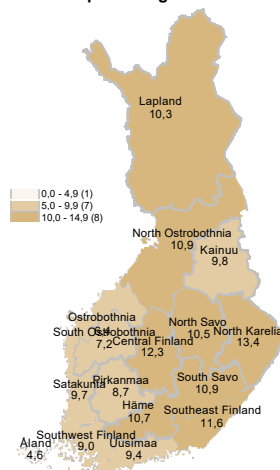 Lapland
10,3
0,0 - 4,9 (1)
5,0 - 9,9 (7)
10,0 - 14,9 (8)
North Ostrobothnia
10,9
Kainuu
9,8
Ostrobothnia
6,4
South Ostrobothnia
7,2
Central Finland
12,3
North Savo
10,5
North Karelia
13,4
Pirkanmaa
8,7
Satakunta
9,7
South Savo
10,9
Häme
10,7
Southeast Finland
11,6
Southwest Finland
9,0
Uusimaa
9,4
Åland
4,6